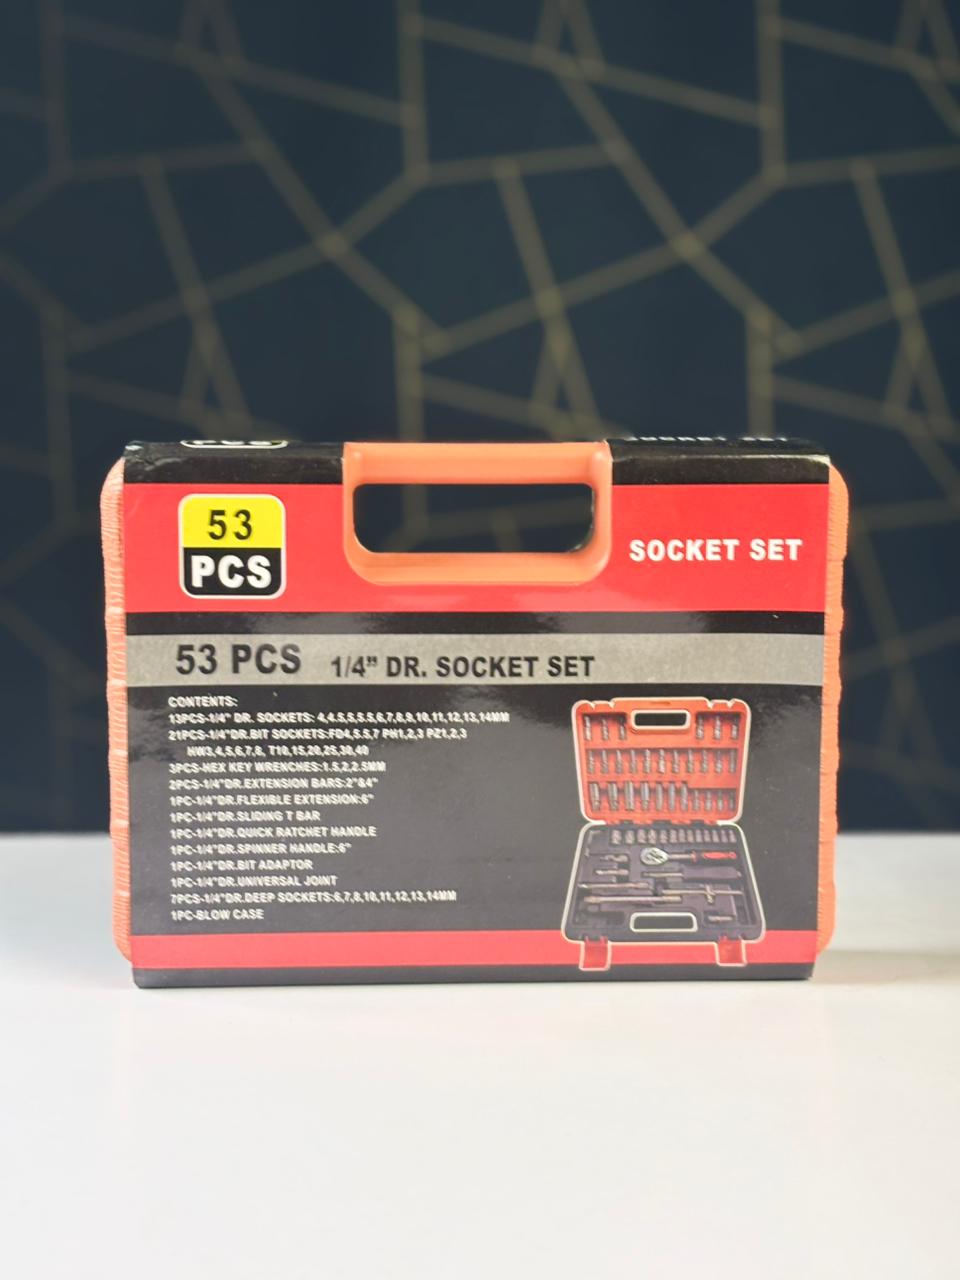 PCS
SOCKET SET
53
PCS
SOCKET SET
53 PCS 1/4" DR. SOCKET SET
CONTENTS:
13PCS-1/4" DR. SOCKETS: 4,4.5,5,5.5,6,7,8,9,10,11,12,13,14MM
21PCS-1/4"DR.BIT SOCKETS:FD4,5.5,7 PH1,2,3 PZ1,2,3
HW3,4,5,6,7,8, T10,15,20,25,30,40
3PCS-HEX KEY WRENCHES:1.5,2,2.5MM
2PCS-1/4"DR.EXTENSION BARS:2"&4"
1PC-1/4"DR.FLEXIBLE EXTENSION:6"
1PC-1/4"DR.SLIDING T BAR
1PC-1/4"DR.QUICK RATCHET HANDLE
1PC-1/4"DR.SPINNER HANDLE:6"
1PC-1/4"DR.BIT ADAPTOR
1PC-1/4"DR.UNIVERSAL JOINT
7PCS-1/4"DR.DEEP SOCKETS:6,7,8,10,11,12,13,14MM
1PC-BLOW CASE